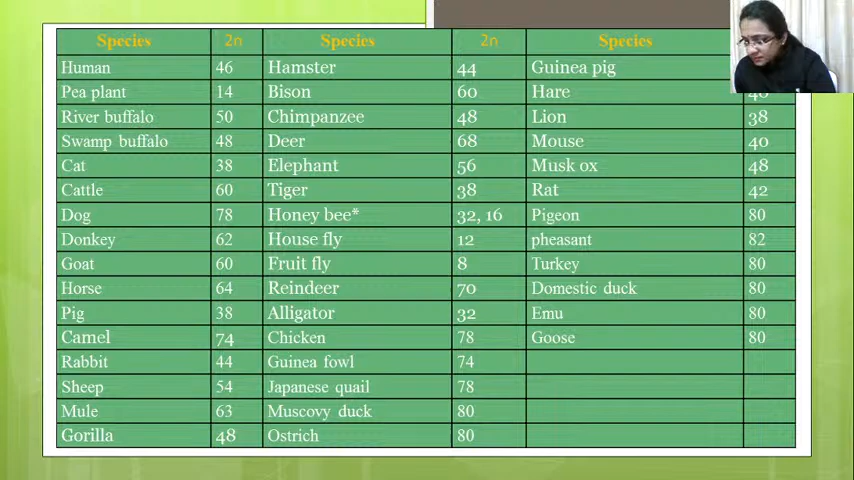 Species 2n Species 2n Species
Human 46 Hamster 44 Guinea pig
Pea plant 14 Bison 60 Hare
River buffalo 50 Chimpanzee 48 Lion 38
Swamp buffalo 48 Deer 68 Mouse 40
Cat 38 Elephant 56 Musk ox 48
Cattle 60 Tiger 38 Rat 42
Dog 78 Honey bee* 32, 16 Pigeon 80
Donkey 62 House fly 12 pheasant 82
Goat 60 Fruit fly 8 Turkey 80
Horse 64 Reindeer 70 Domestic duck 80
Pig 38 Alligator 32 Emu 80
Camel 74 Chicken 78 Goose 80
Rabbit 44 Guinea fowl 74
Sheep 54 Japanese quail 78
Mule 63 Muscovy duck 80
Gorilla 48 Ostrich 80